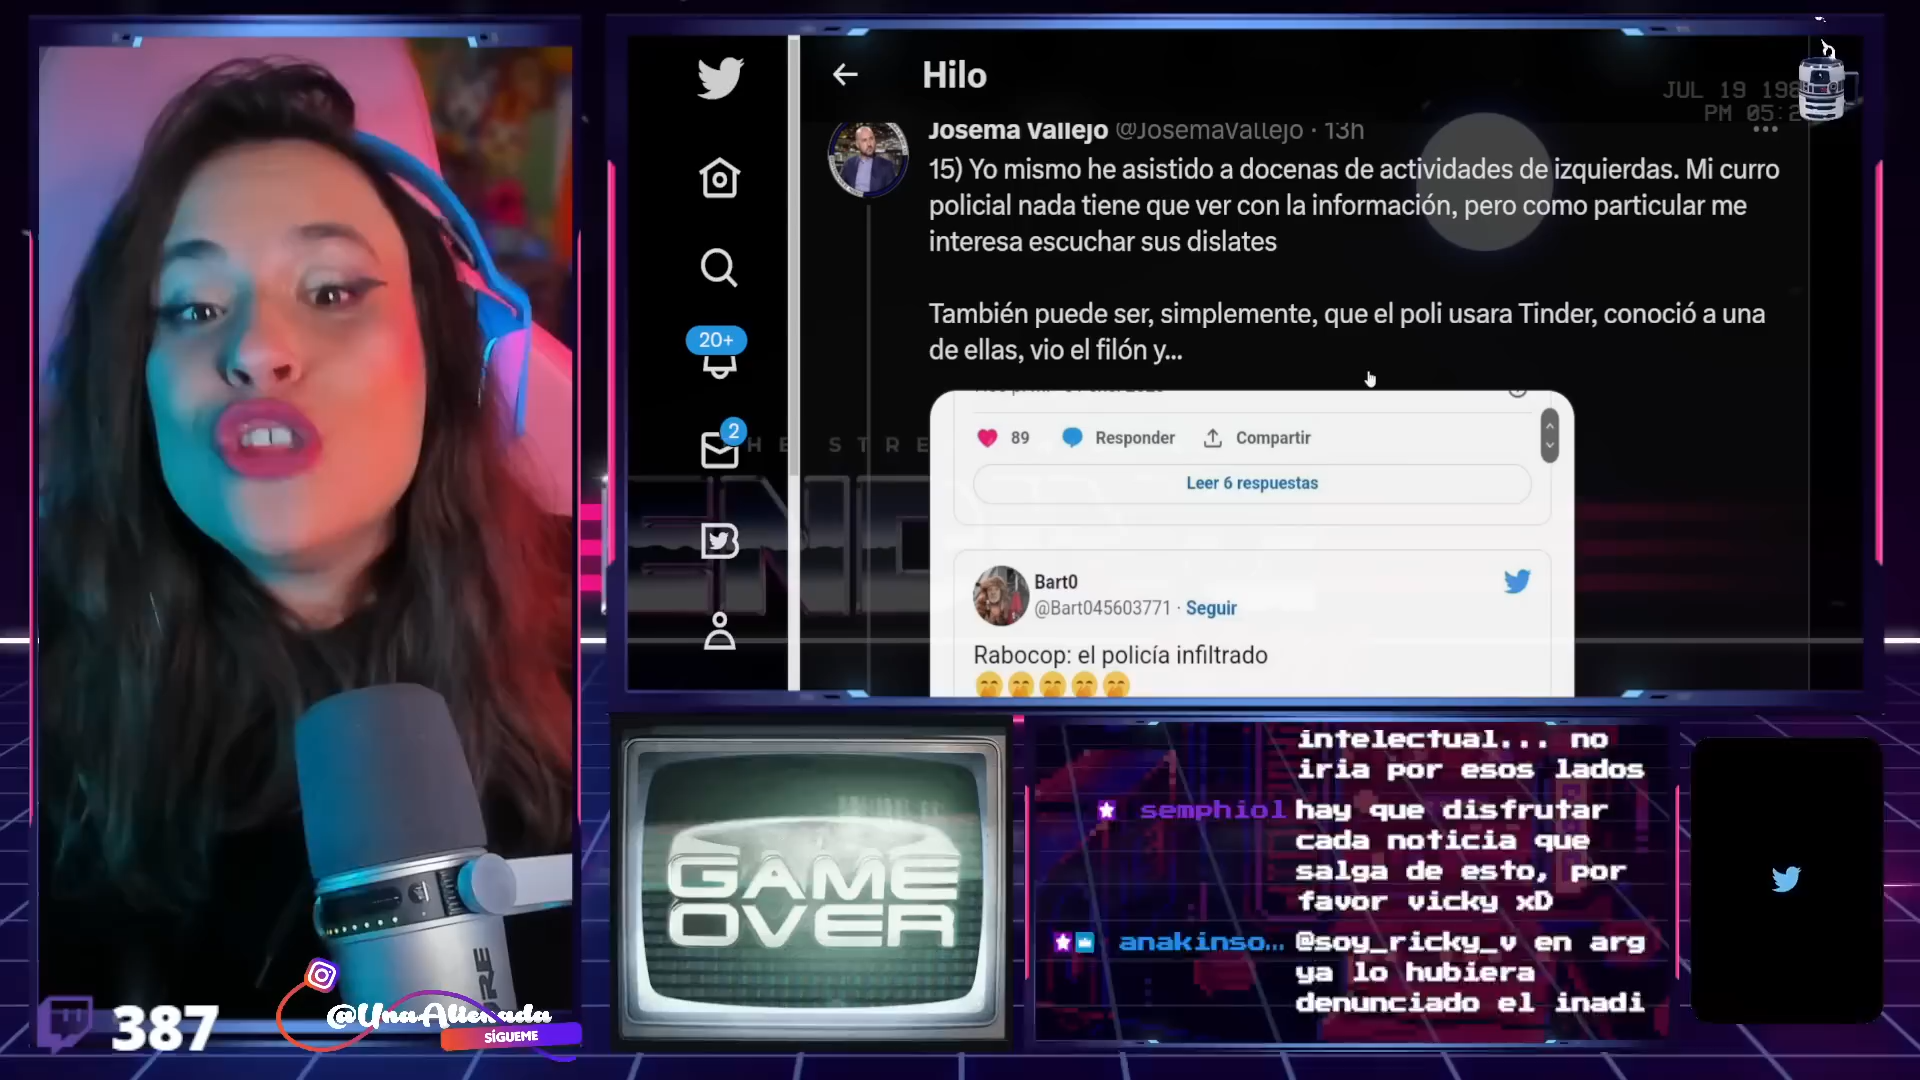 Hilo
JUL 19 198
PM 05:2
Josema Vallejo @JosemaVallejo · 13h
15) Yo mismo he asistido a docenas de actividades de izquierdas. Mi curro
policial nada tiene que ver con la información, pero como particular me
interesa escuchar sus dislates
También puede ser, simplemente, que el poli usara Tinder, conoció a una
de ellas, vio el filón y...
20+
2
89 Responder Compartir
Leer 6 respuestas
Bart0
@Bart045603771 · Seguir
Rabocop: el policía infiltrado
🤭🤭🤭🤭🤭
GAME
OVER
intelectual... no
iria por esos lados
semphiol hay que disfrutar
cada noticia que
salga de esto, por
favor vicky xD
anakinso... @soy_ricky_v en arg
ya lo hubiera
denunciado el inadi
387
@UnaAlienada
SÍGUEME